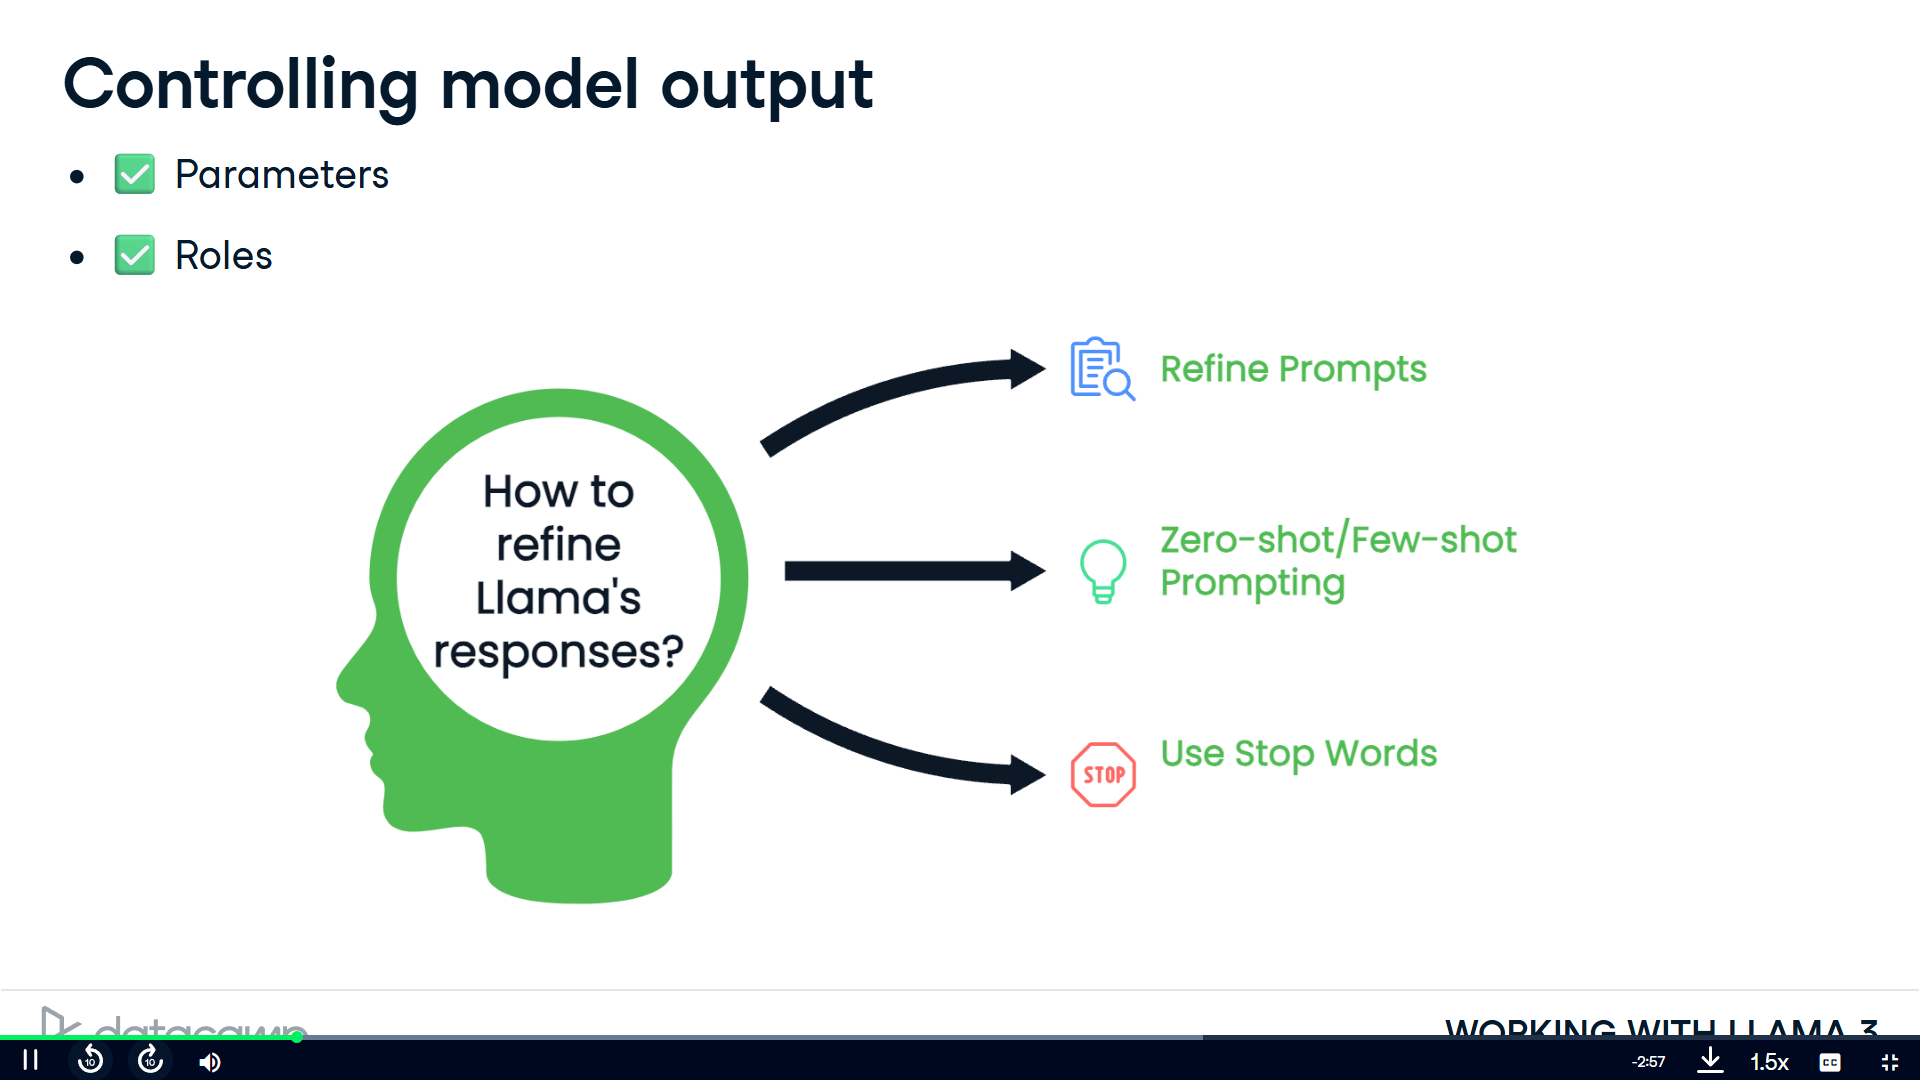 Controlling model output
• ✅ Parameters
• ✅ Roles
How to
refine
Llama's
responses?
Refine Prompts
Zero-shot/Few-shot
Prompting
STOP
Use Stop Words
datacamp
WORKING WITH LLAMA 3
10
10
-2:57
1.5x
CC